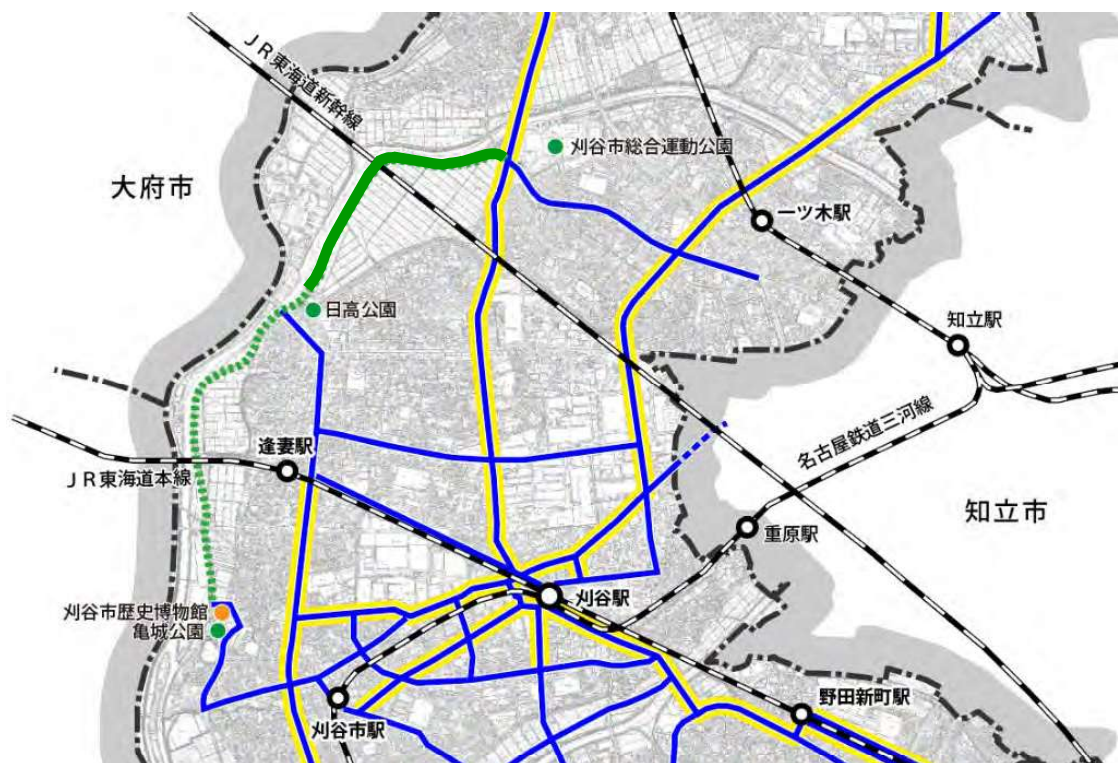 JR東海道新幹線
刈谷市総合運動公園
大府市
一ツ木駅
日高公園
知立駅
名古屋鉄道三河線
逢妻駅
JR東海道本線
知立市
重原駅
刈谷駅
刈谷市歴史博物館
亀城公園
野田新町駅
刈谷市駅